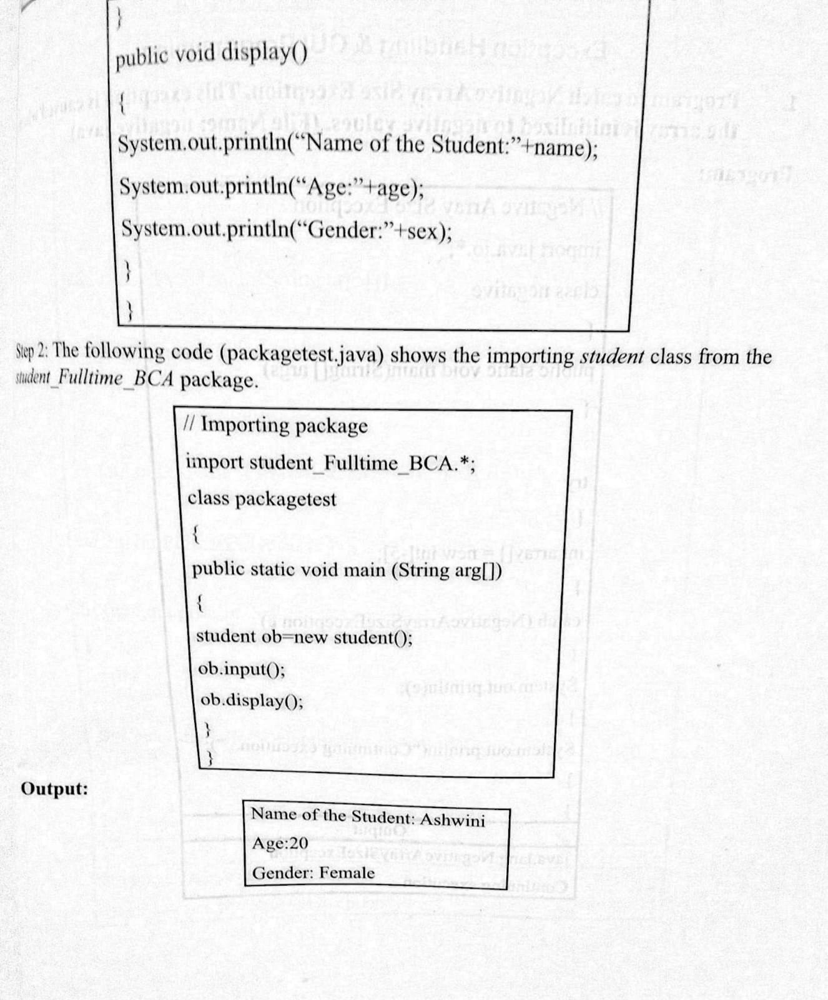 }
public void display()
{
System.out.println(“Name of the Student:”+name);
System.out.println(“Age:”+age);
System.out.println(“Gender:”+sex);
}
}
Step 2: The following code (packagetest.java) shows the importing student class from the
student_Fulltime_BCA package.
// Importing package
import student_Fulltime_BCA.*;
class packagetest
{
public static void main (String arg[])
{
student ob=new student();
ob.input();
ob.display();
}
}
Output:
Name of the Student: Ashwini
Age:20
Gender: Female